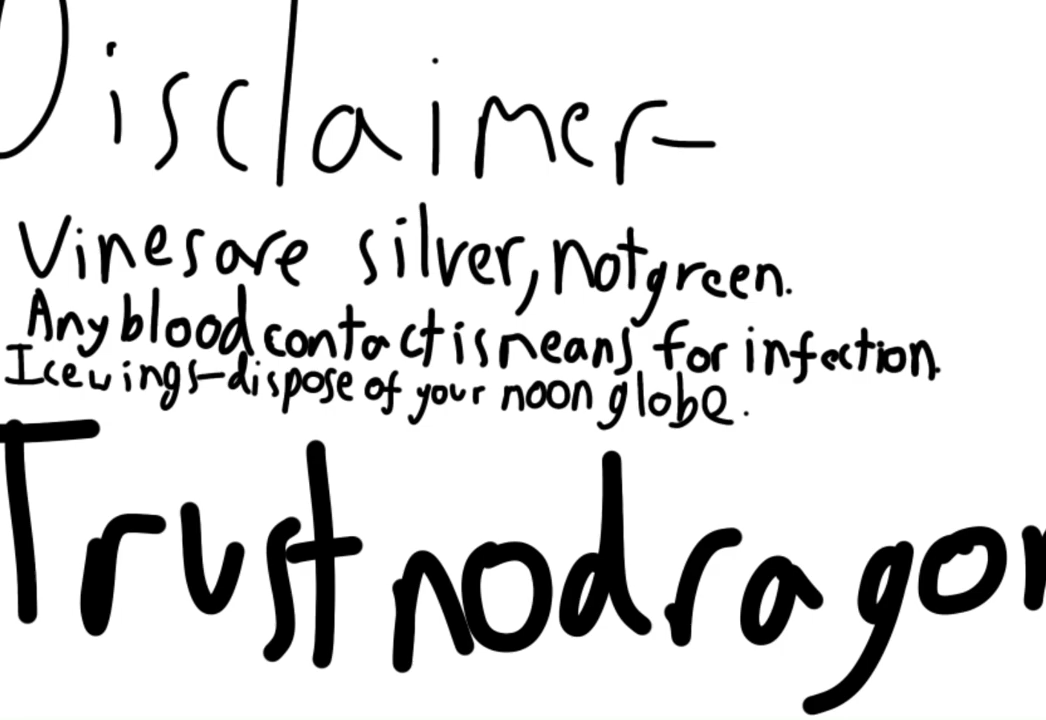 Disclaimer-
Vines are silver, not green.
Any blood contact is means for infection.
Icewings-dispose of your noon globe.
Trust no dragon